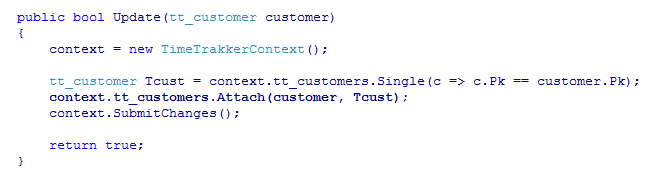 public bool Update(tt_customer customer)
{
    context = new TimeTrakkerContext();
    tt_customer Tcust = context.tt_customers.Single(c => c.Pk == customer.Pk);
    context.tt_customers.Attach(customer, Tcust);
    context.SubmitChanges();
    return true;
}